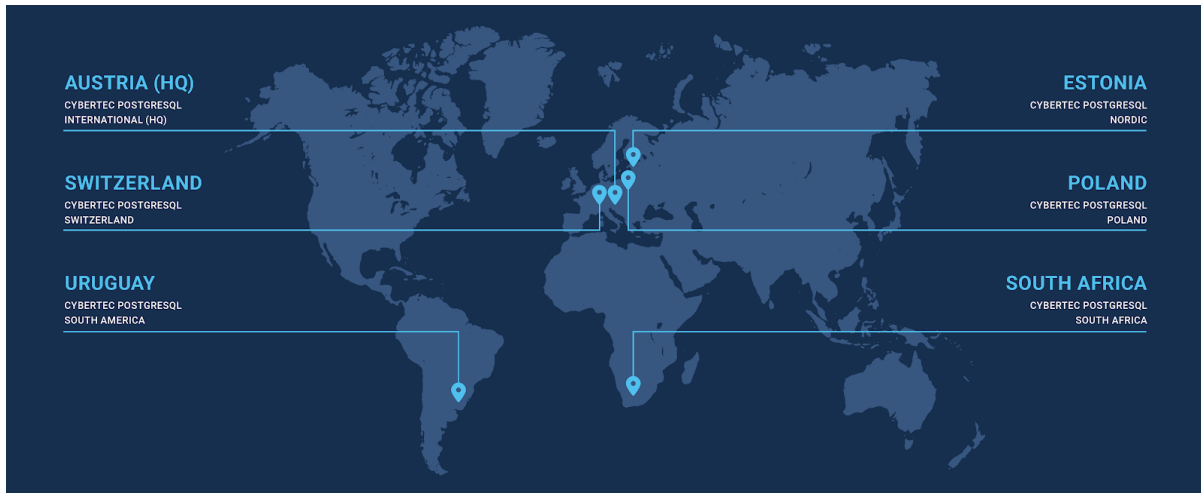 AUSTRIA (HQ)
CYBERTEC POSTGRESQL
INTERNATIONAL (HQ)
SWITZERLAND
CYBERTEC POSTGRESQL
SWITZERLAND
URUGUAY
CYBERTEC POSTGRESQL
SOUTH AMERICA
ESTONIA
CYBERTEC POSTGRESQL
NORDIC
POLAND
CYBERTEC POSTGRESQL
POLAND
SOUTH AFRICA
CYBERTEC POSTGRESQL
SOUTH AFRICA